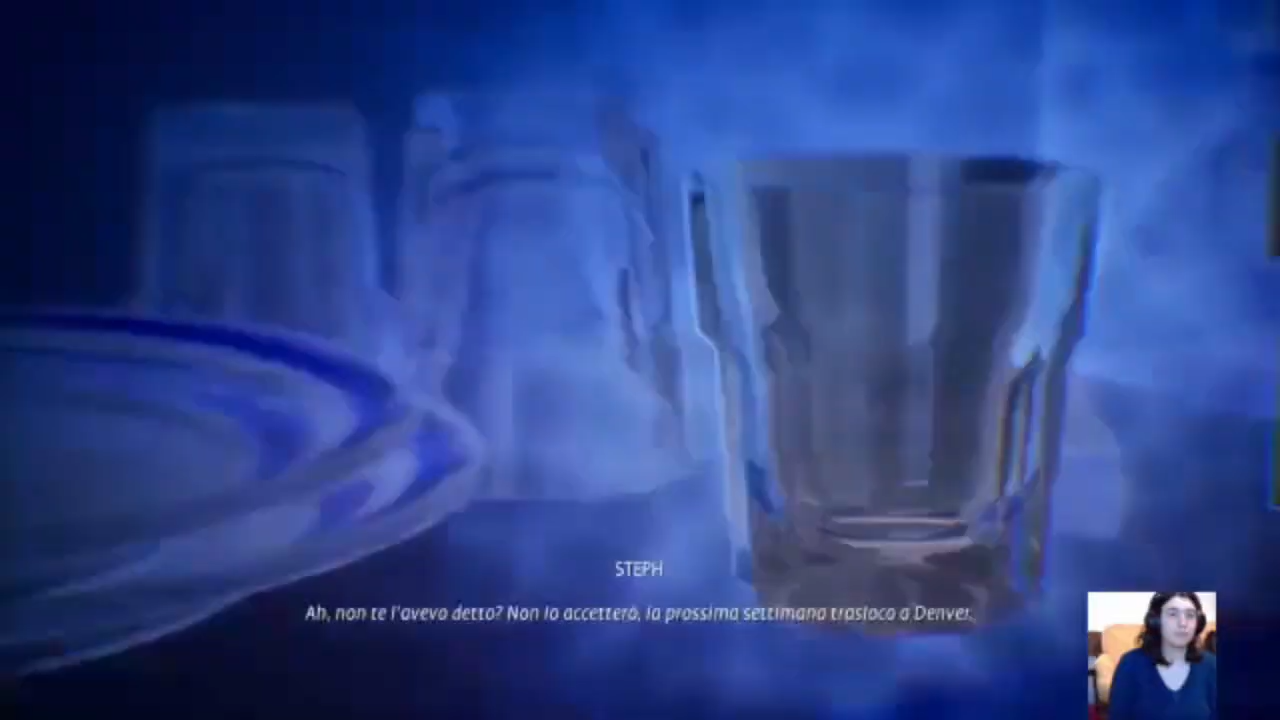 STEPH
Ah, non te l'avevo detto? Non lo accetterò, la prossima settimana trasloco a Denver.